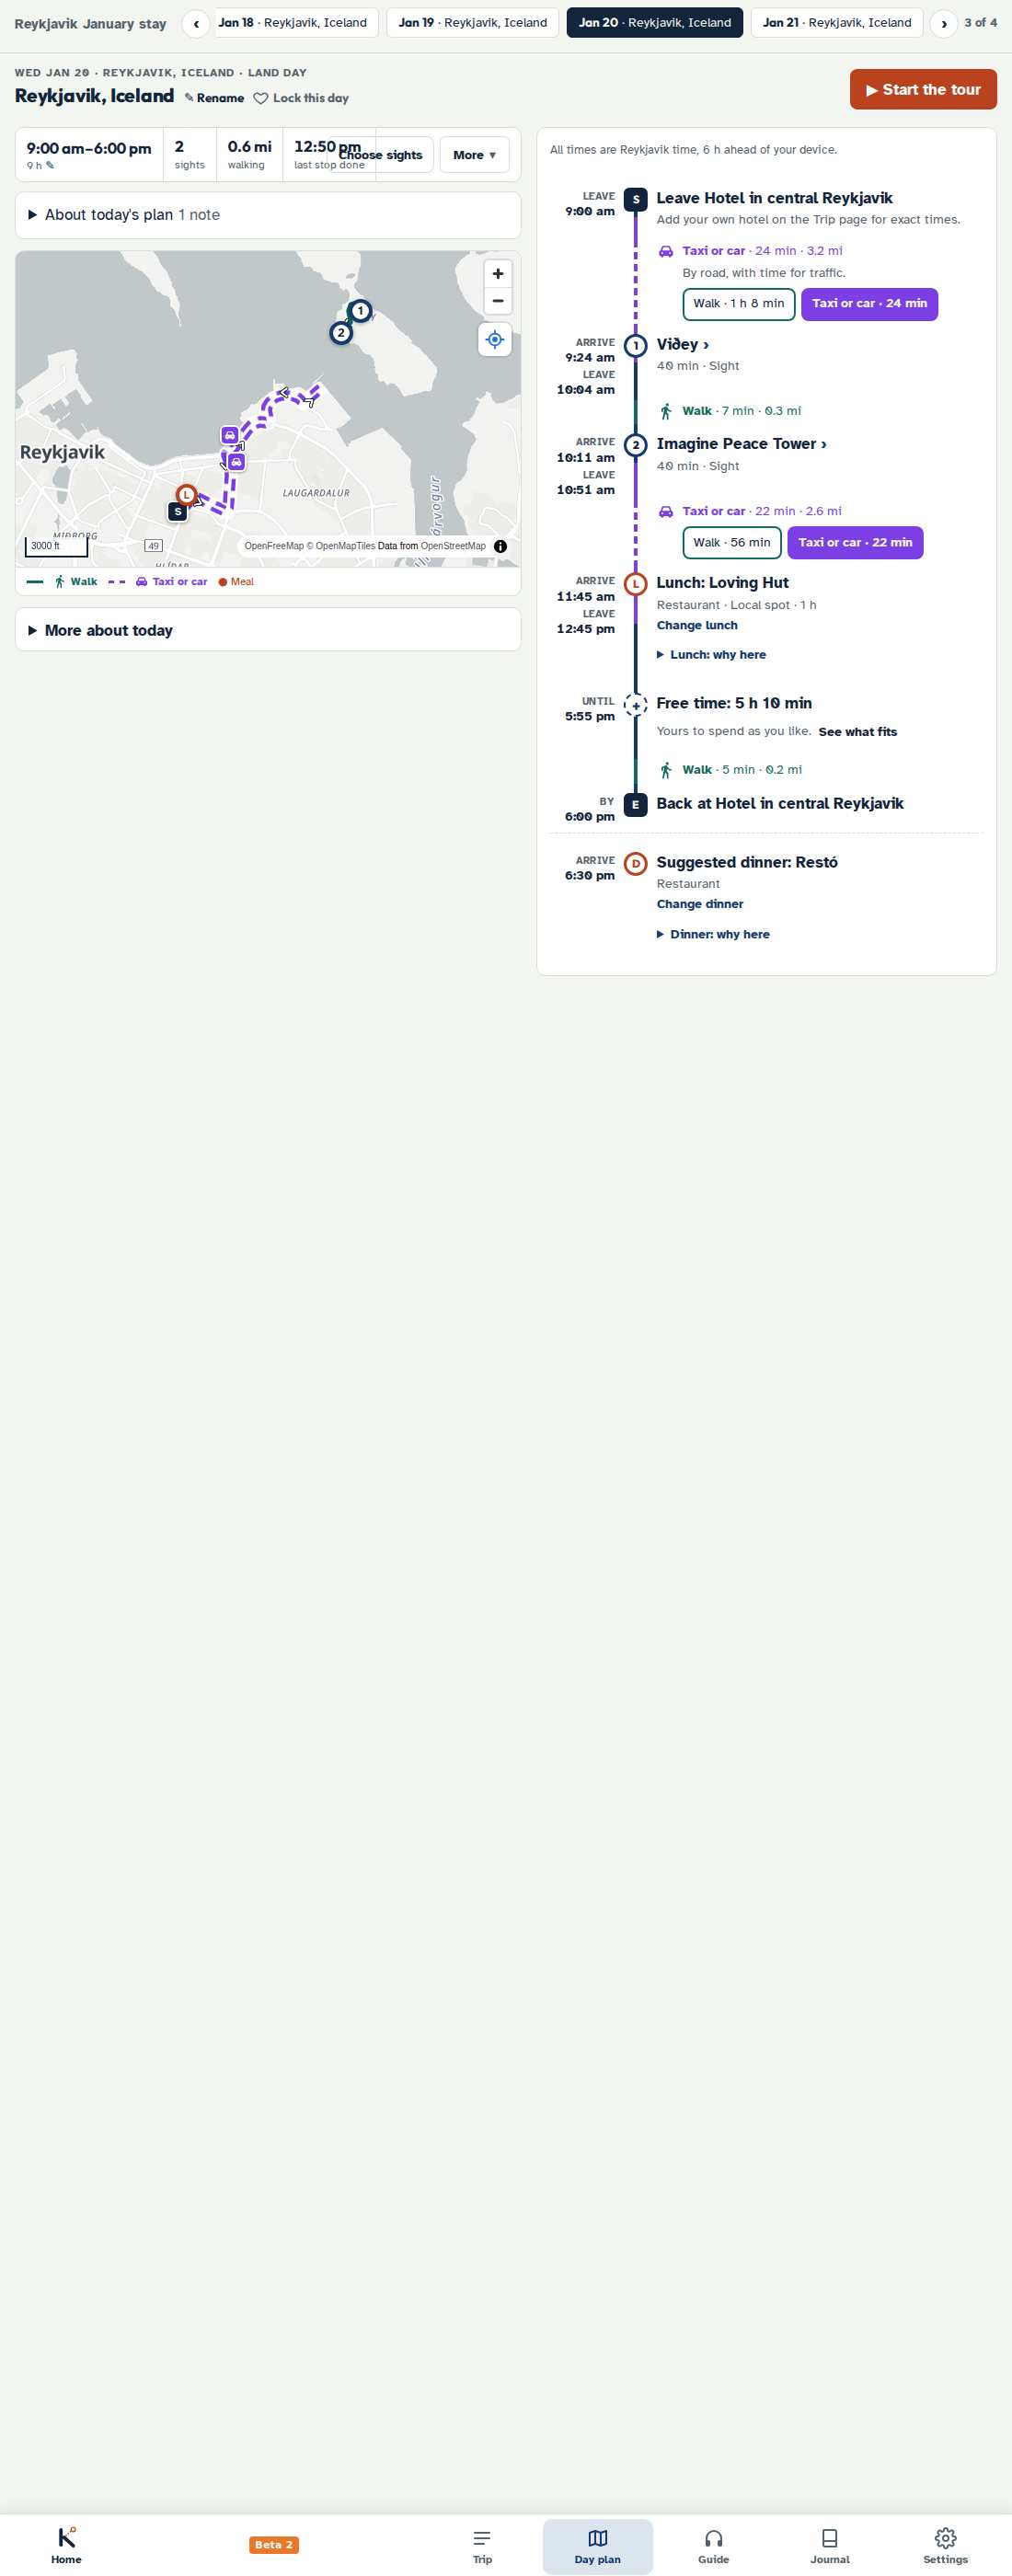 Reykjavik January stay
‹
Jan 18 · Reykjavik, Iceland
Jan 19 · Reykjavik, Iceland
Jan 20 · Reykjavik, Iceland
Jan 21 · Reykjavik, Iceland
›
3 of 4
WED JAN 20 · REYKJAVIK, ICELAND · LAND DAY
Reykjavik, Iceland
✎ Rename
Lock this day
▶ Start the tour
9:00 am–6:00 pm
9 h ✎
2
sights
0.6 mi
walking
12:50 pm
last stop done
Choose sights
More ▼
▶ About today's plan 1 note
+
−
1
2
Reykjavik
LAUGARDALUR
L
S
MIÐBORG
49
3000 ft
OpenFreeMap © OpenMapTiles Data from OpenStreetMap
Walk
Taxi or car
Meal
▶ More about today
All times are Reykjavik time, 6 h ahead of your device.
LEAVE
9:00 am
S
Leave Hotel in central Reykjavik
Add your own hotel on the Trip page for exact times.
Taxi or car · 24 min · 3.2 mi
By road, with time for traffic.
Walk · 1 h 8 min
Taxi or car · 24 min
ARRIVE
9:24 am
LEAVE
10:04 am
1
Viðey ›
40 min · Sight
Walk · 7 min · 0.3 mi
ARRIVE
10:11 am
LEAVE
10:51 am
2
Imagine Peace Tower ›
40 min · Sight
Taxi or car · 22 min · 2.6 mi
Walk · 56 min
Taxi or car · 22 min
ARRIVE
11:45 am
LEAVE
12:45 pm
L
Lunch: Loving Hut
Restaurant · Local spot · 1 h
Change lunch
▶ Lunch: why here
UNTIL
5:55 pm
+
Free time: 5 h 10 min
Yours to spend as you like. See what fits
Walk · 5 min · 0.2 mi
BY
6:00 pm
E
Back at Hotel in central Reykjavik
ARRIVE
6:30 pm
D
Suggested dinner: Restó
Restaurant
Change dinner
▶ Dinner: why here
Home
Beta 2
Trip
Day plan
Guide
Journal
Settings